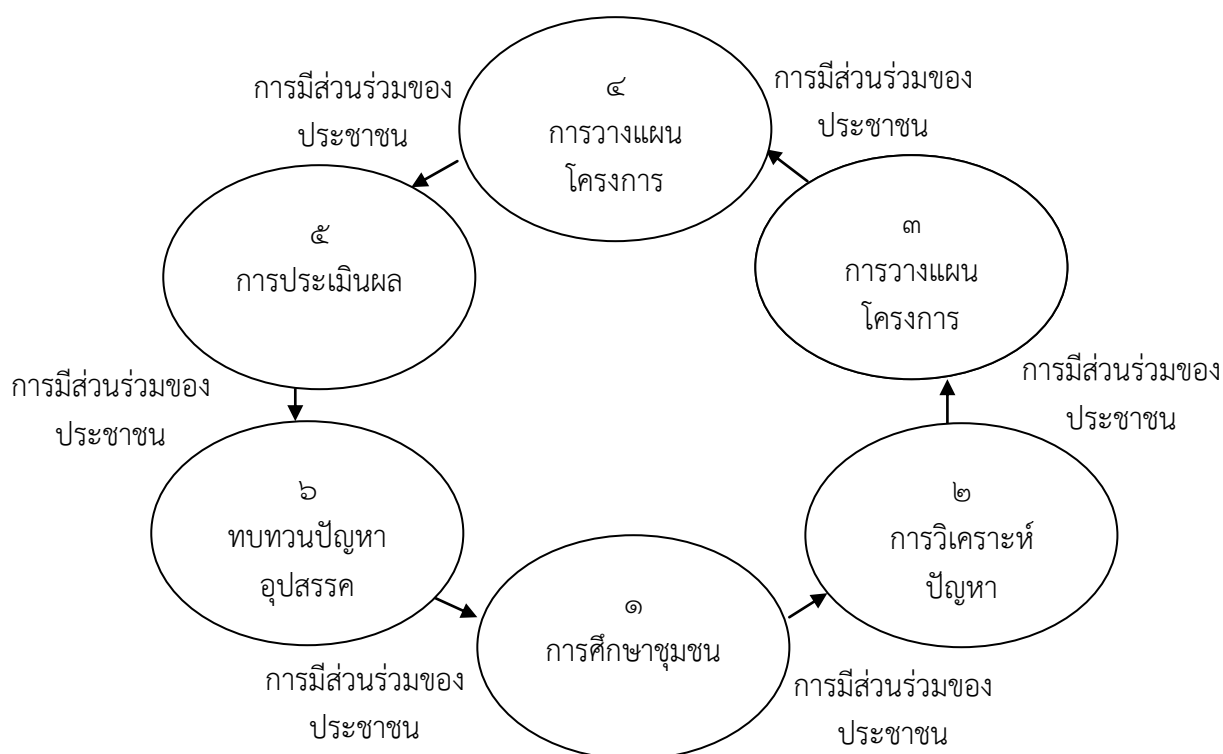 ๔
การวางแผน
โครงการ
การมีส่วนร่วมของ
ประชาชน
การมีส่วนร่วมของ
ประชาชน
๕
การประเมินผล
๓
การวางแผน
โครงการ
การมีส่วนร่วมของ
ประชาชน
การมีส่วนร่วมของ
ประชาชน
๖
ทบทวนปัญหา
อุปสรรค
๒
การวิเคราะห์
ปัญหา
๑
การศึกษาชุมชน
การมีส่วนร่วมของ
ประชาชน
การมีส่วนร่วมของ
ประชาชน